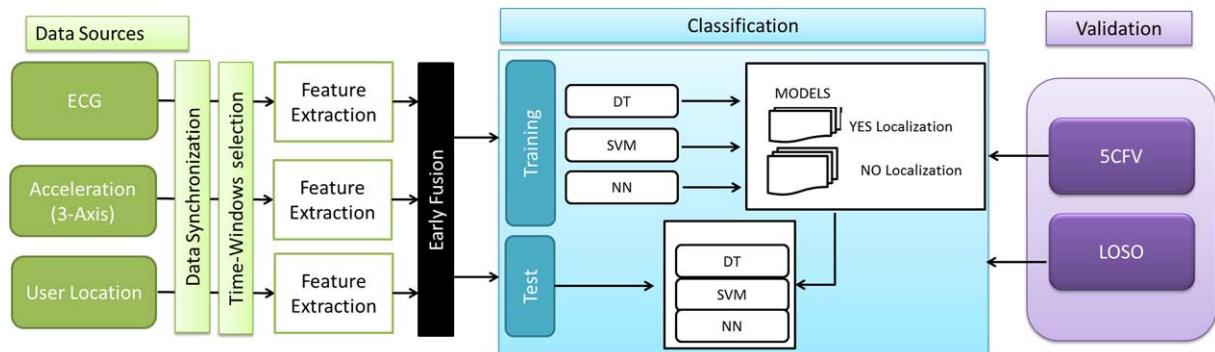 Data Sources
ECG
Acceleration
(3-Axis)
User Location
Data Synchronization
Time-Windows selection
Feature
Extraction
Feature
Extraction
Feature
Extraction
Early Fusion
Classification
Training
DT
SVM
NN
MODELS
YES Localization
NO Localization
Test
DT
SVM
NN
Validation
5CFV
LOSO